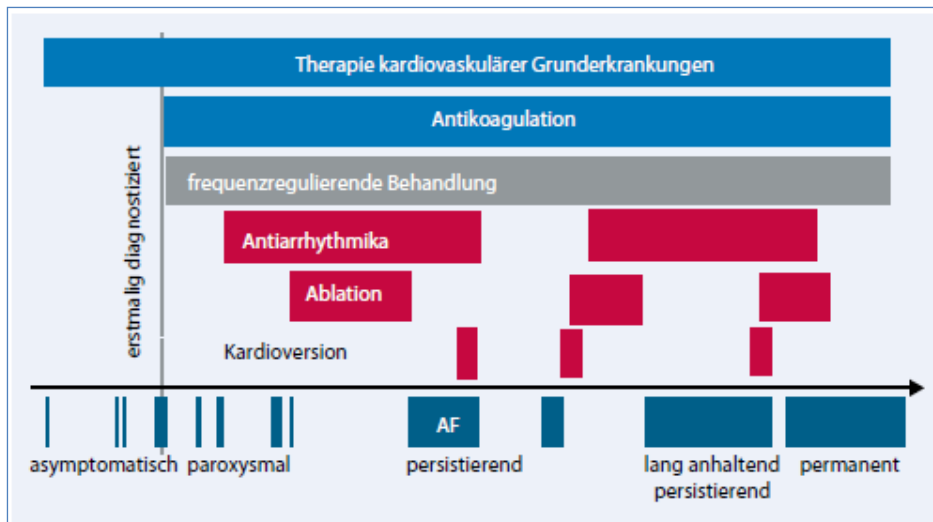 Therapie kardiovaskulärer Grunderkrankungen
Antikoagulation
erstmalig diagnostiziert
frequenzregulierende Behandlung
Antiarrhythmika
Ablation
Kardioversion
AF
asymptomatisch
paroxysmal
persistierend
lang anhaltend
persistierend
permanent